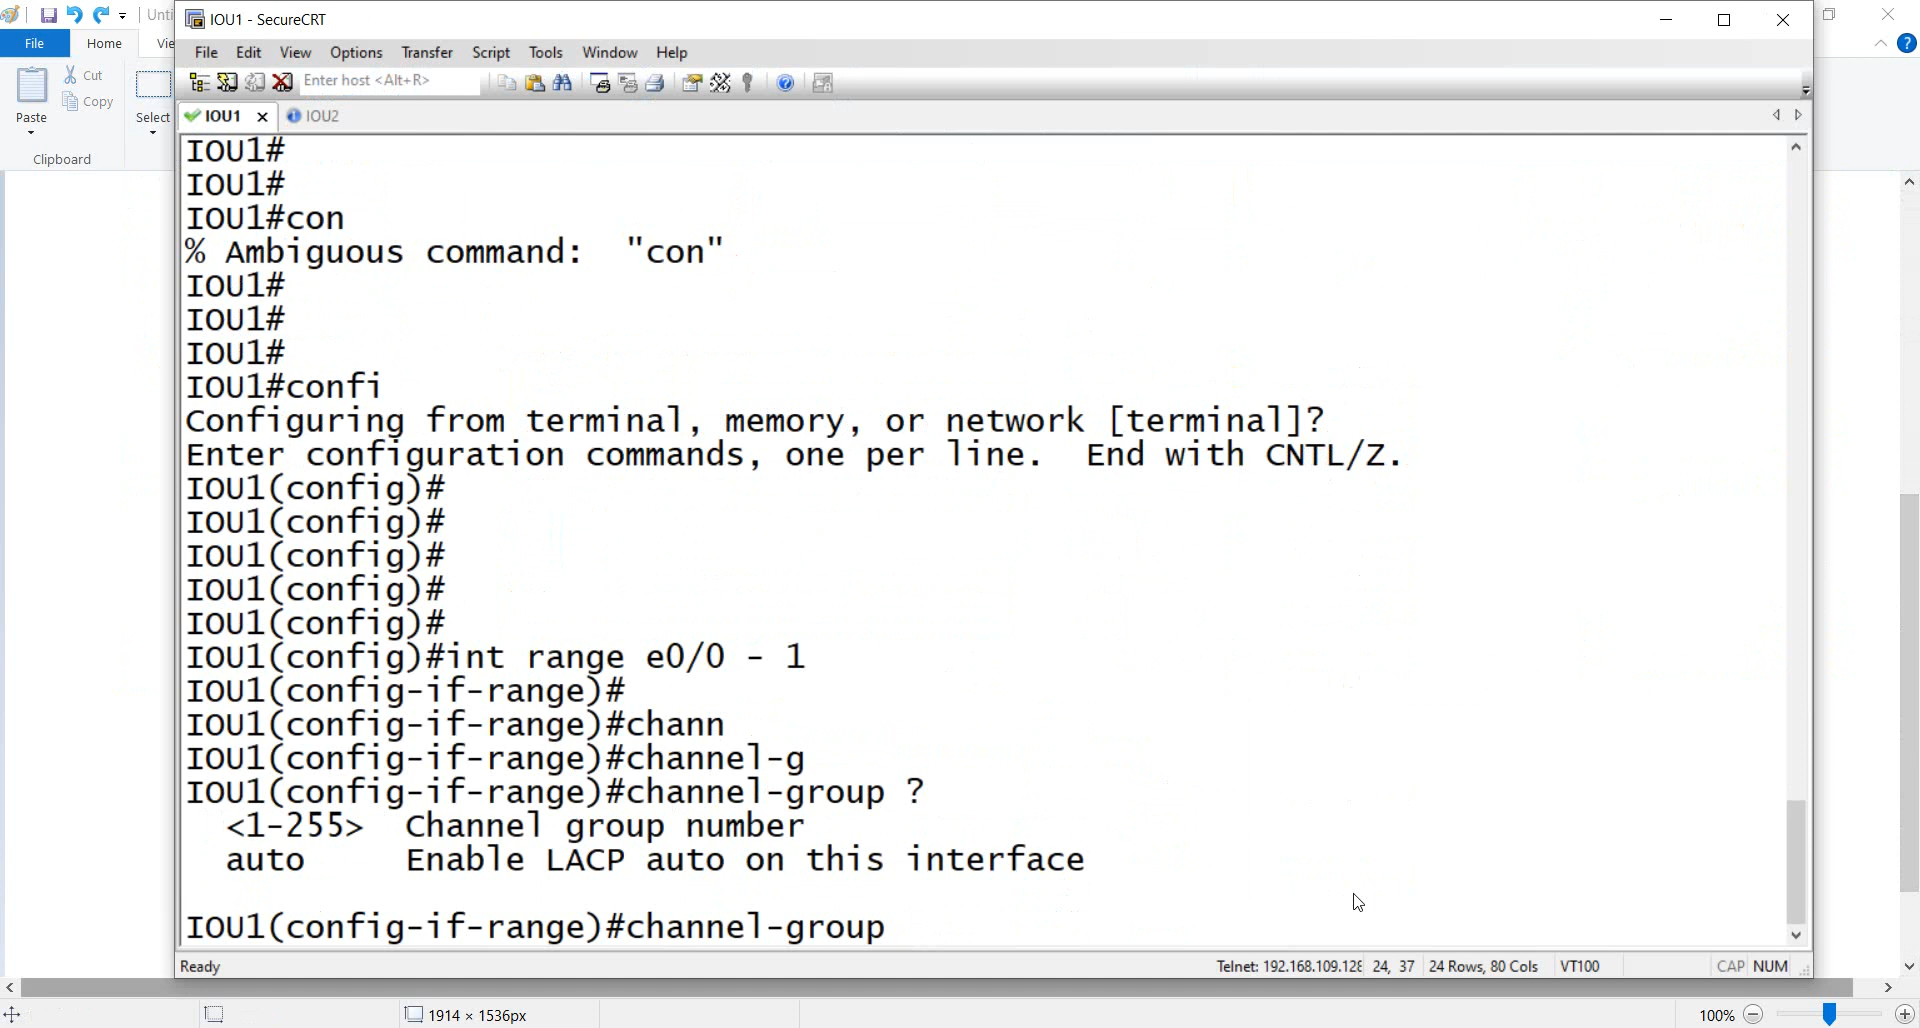 Unti
IOU1 - SecureCRT
File Home Vie
File Edit View Options Transfer Script Tools Window Help
Cut
Copy
Paste
Select
Clipboard
Enter host <Alt+R>
IOU1 IOU2
IOU1#
IOU1#
IOU1#con
% Ambiguous command:  "con"
IOU1#
IOU1#
IOU1#
IOU1#confi
Configuring from terminal, memory, or network [terminal]?
Enter configuration commands, one per line.  End with CNTL/Z.
IOU1(config)#
IOU1(config)#
IOU1(config)#
IOU1(config)#
IOU1(config)#
IOU1(config)#int range e0/0 - 1
IOU1(config-if-range)#
IOU1(config-if-range)#chann
IOU1(config-if-range)#channel-g
IOU1(config-if-range)#channel-group ?
  <1-255>  Channel group number
  auto     Enable LACP auto on this interface
IOU1(config-if-range)#channel-group
Ready Telnet: 192.168.109.128 24, 37 24 Rows, 80 Cols VT100 CAP NUM
1914 × 1536px 100%